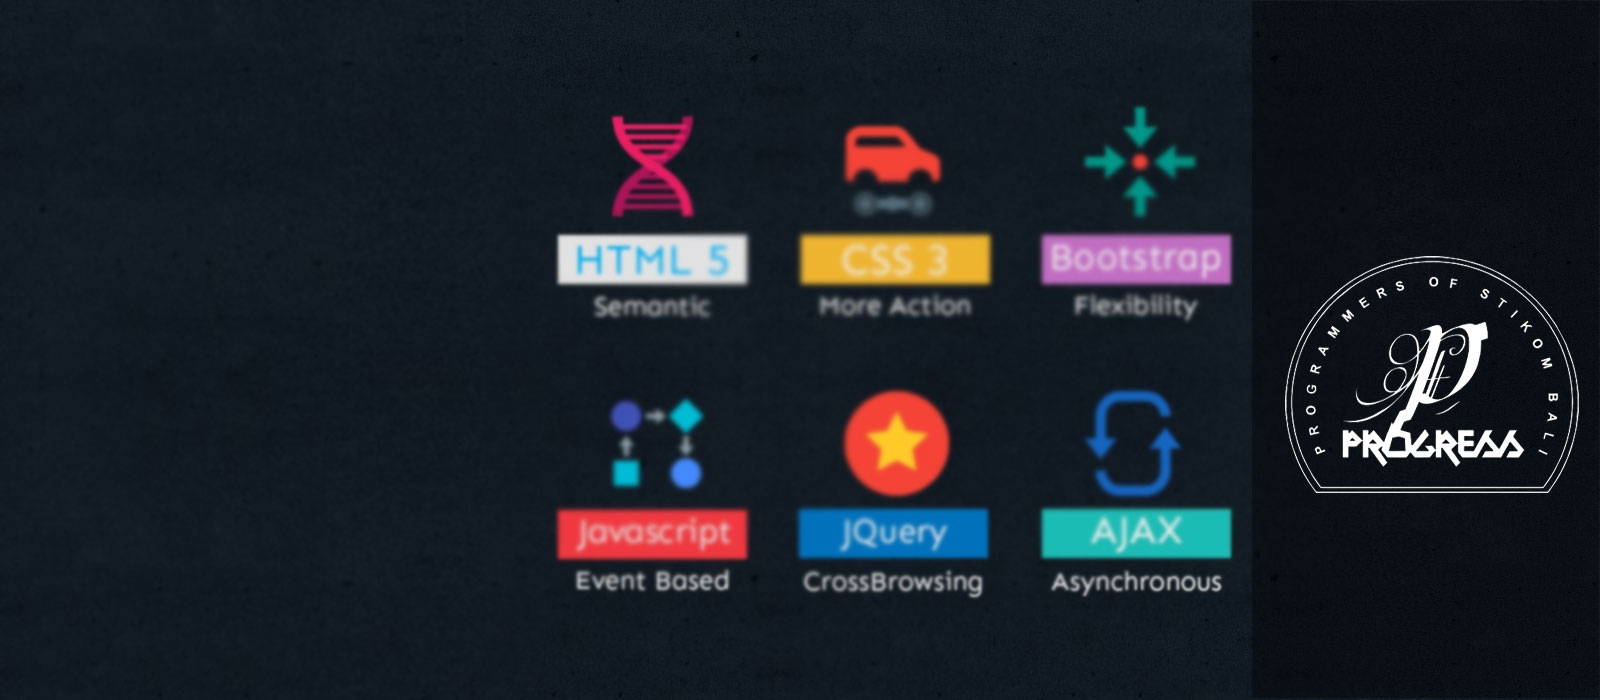 HTML 5
Semantic
CSS 3
More Action
Bootstrap
Flexibility
Javascript
Event Based
JQuery
CrossBrowsing
AJAX
Asynchronous
PROGRAMMERS OF STIKOM BALI
P
PROGRESS